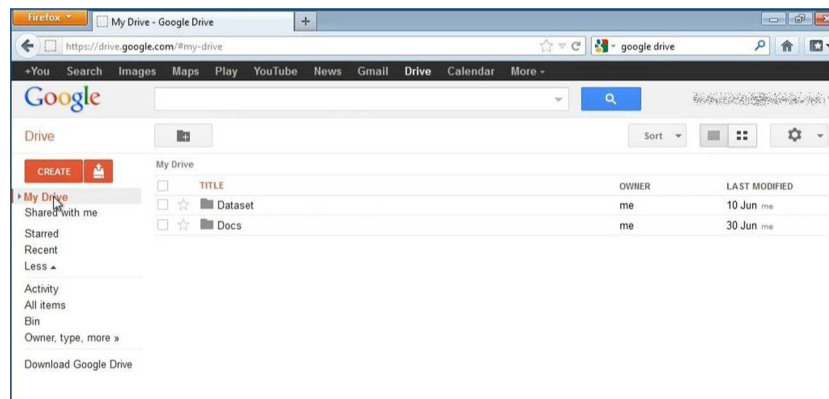 Firefox
My Drive - Google Drive
https://drive.google.com/#my-drive
google drive
+You Search Images Maps Play YouTube News Gmail Drive Calendar More
Google
Drive
Sort
CREATE
My Drive
My Drive
Shared with me
Starred
Recent
Less
Activity
All items
Bin
Owner, type, more »
Download Google Drive
TITLE OWNER LAST MODIFIED
Dataset me 10 Jun me
Docs me 30 Jun me